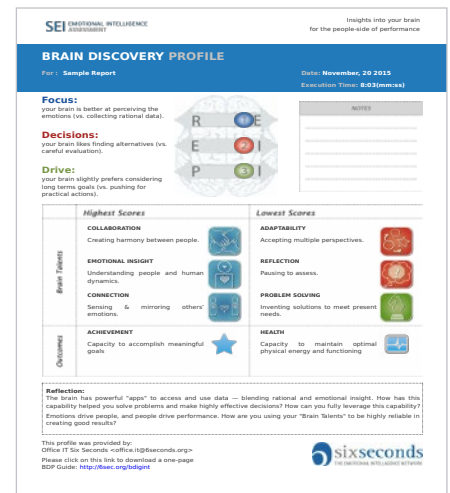 SEI EMOTIONAL INTELLIGENCE
ASSESSMENT
Insights into your brain
for the people-side of performance
BRAIN DISCOVERY PROFILE
For : Sample Report
Date: November, 20 2015
Execution Time: 8:03(mm:ss)
Focus:
your brain is better at perceiving the
emotions (vs. collecting rational data).
Decisions:
your brain likes finding alternatives (vs.
careful evaluation).
Drive:
your brain slightly prefers considering
long terms goals (vs. pushing for
practical actions).
R 1 E
E 2 I
P 3 I
NOTES
Highest Scores
Lowest Scores
Brain Talents
COLLABORATION
Creating harmony between people.
ADAPTABILITY
Accepting multiple perspectives.
EMOTIONAL INSIGHT
Understanding people and human
dynamics.
REFLECTION
Pausing to assess.
CONNECTION
Sensing & mirroring others'
emotions.
PROBLEM SOLVING
Inventing solutions to meet present
needs.
Outcomes
ACHIEVEMENT
Capacity to accomplish meaningful
goals
HEALTH
Capacity to maintain optimal
physical energy and functioning
Reflection:
The brain has powerful "apps" to access and use data — blending rational and emotional insight. How has this
capability helped you solve problems and make highly effective decisions? How can you fully leverage this capability?
Emotions drive people, and people drive performance. How are you using your "Brain Talents" to be highly reliable in
creating good results?
This profile was provided by:
Office IT Six Seconds <office.it@6seconds.org>
Please click on this link to download a one-page
BDP Guide: http://6sec.org/bdigint
sixseconds
THE EMOTIONAL INTELLIGENCE NETWORK